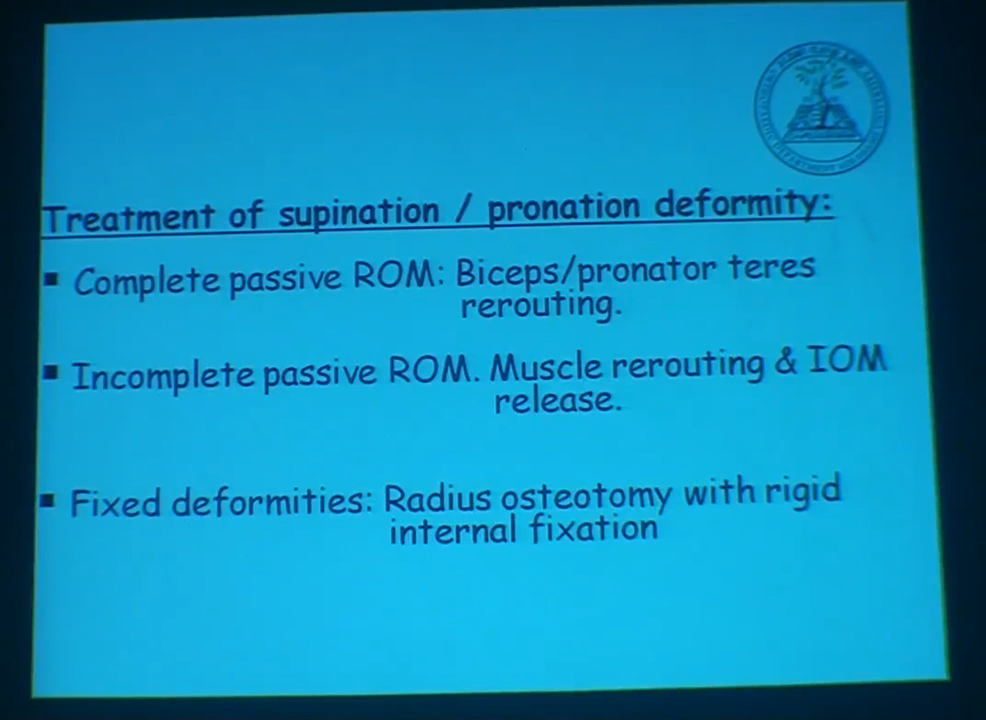 Treatment of supination / pronation deformity:
▪ Complete passive ROM: Biceps/pronator teres
rerouting.
▪ Incomplete passive ROM. Muscle rerouting & IOM
release.
▪ Fixed deformities: Radius osteotomy with rigid
internal fixation